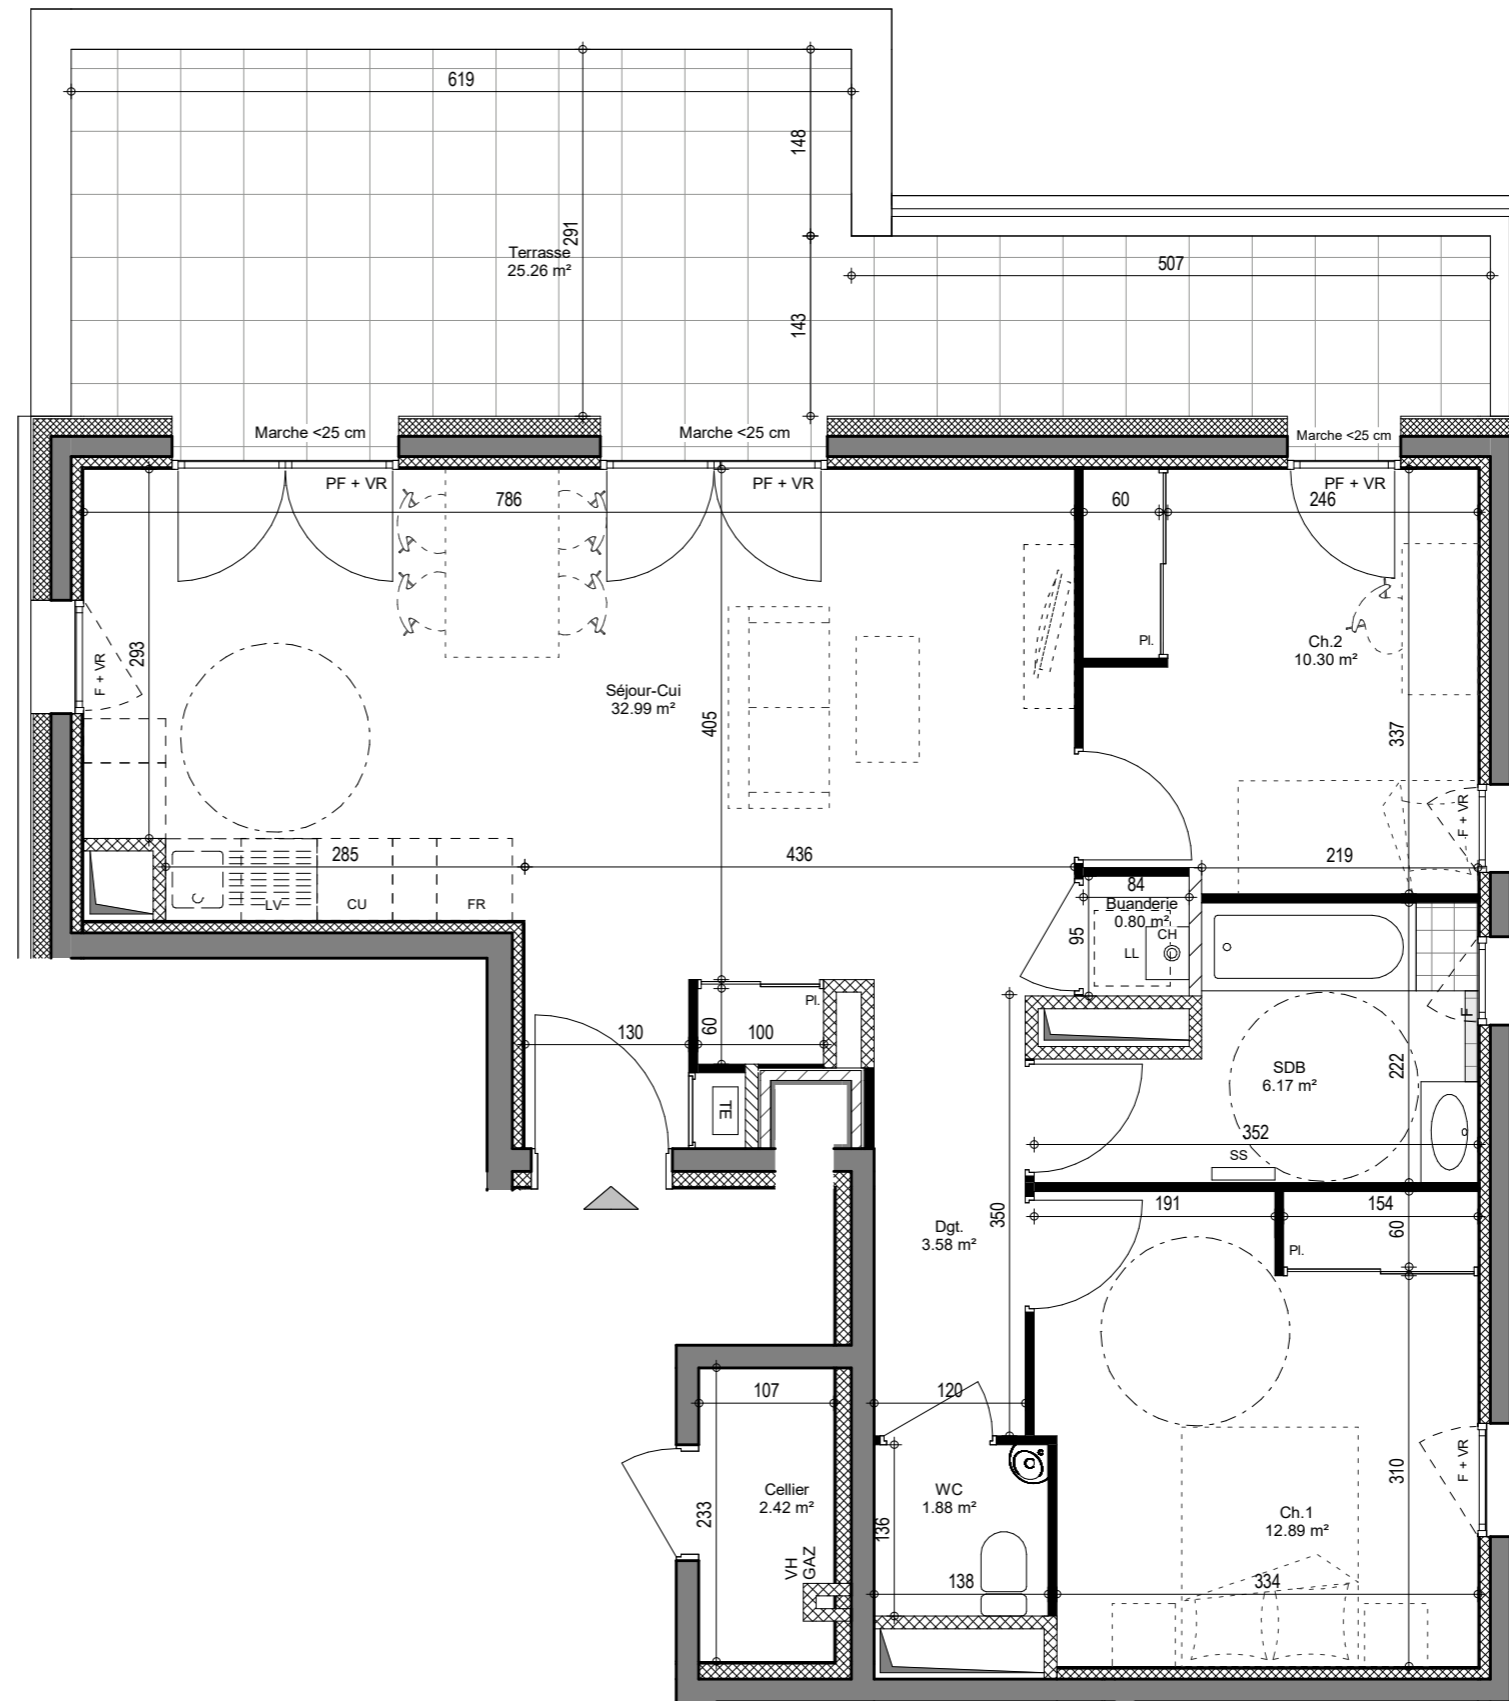 619
148
291
Terrasse
25.26 m²
507
143
Marche <25 cm
Marche <25 cm
Marche <25 cm
PF + VR
PF + VR
PF + VR
786
60
246
293
F + VR
Pl.
Ch.2
10.30 m²
Séjour-Cui
32.99 m²
405
337
F + VR
285
436
219
84
Buanderie
0.80 m²
LV
CU
FR
95
CH
LL
Pl.
60
130
100
F
SDB
6.17 m²
222
TE
352
SS
191
154
60
350
Dgt.
3.58 m²
Pl.
107
120
F + VR
310
233
Cellier
2.42 m²
WC
1.88 m²
136
Ch.1
12.89 m²
VH
GAZ
138
334